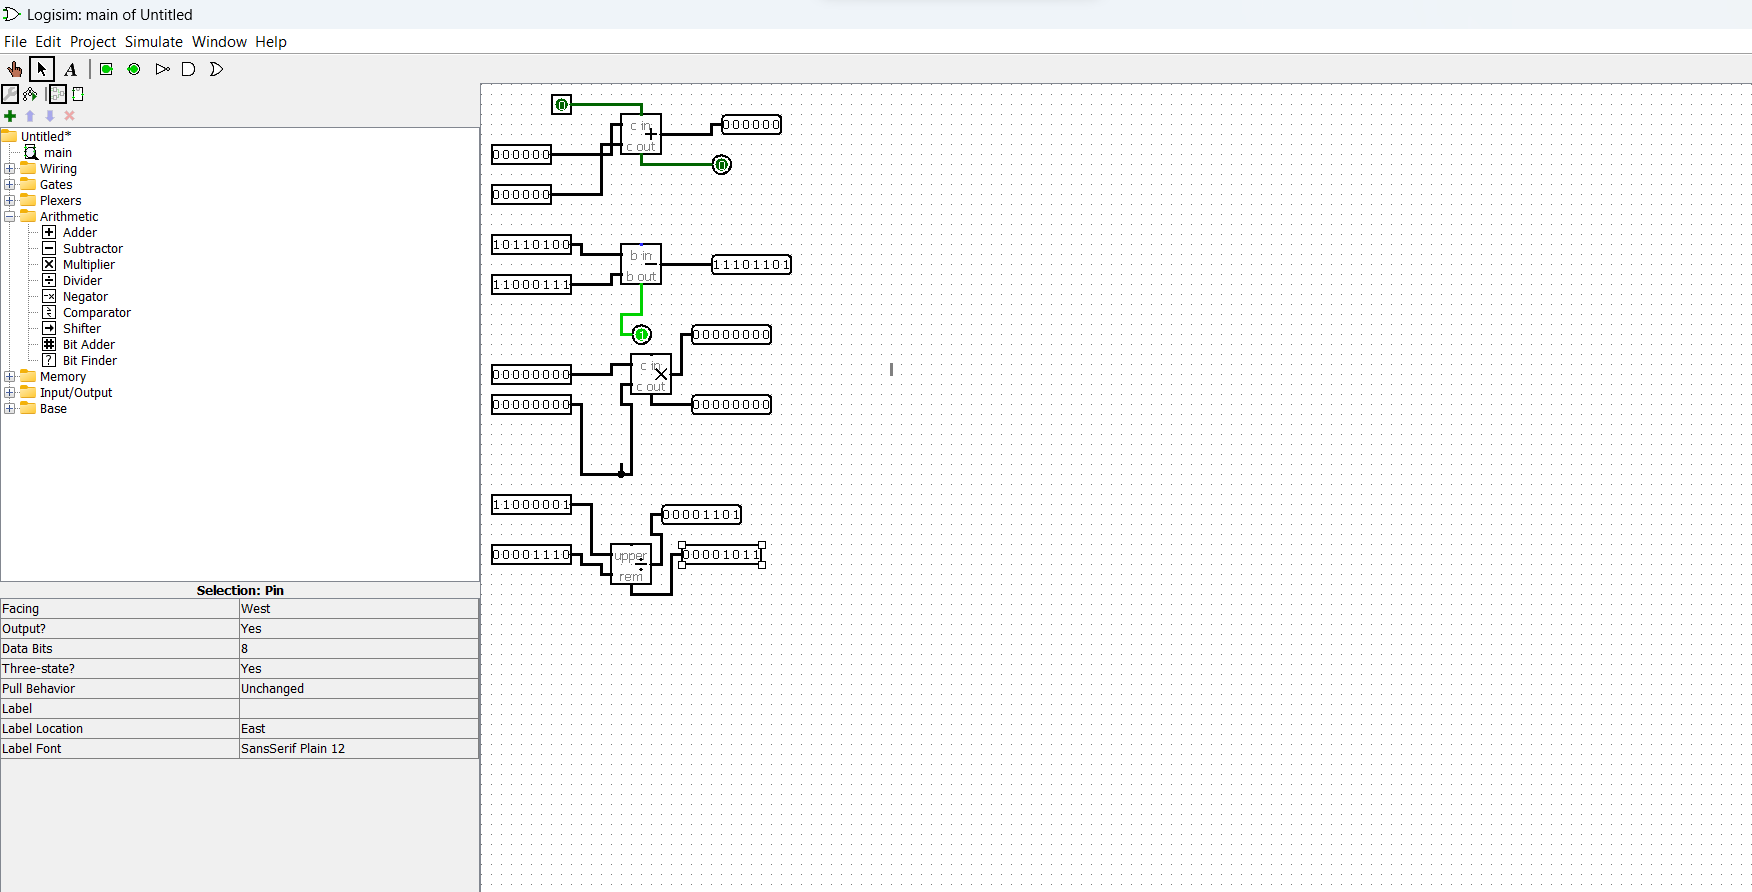 Logisim: main of Untitled
File Edit Project Simulate Window Help
A
Untitled*
main
Wiring
Gates
Plexers
Arithmetic
Adder
Subtractor
Multiplier
Divider
Negator
Comparator
Shifter
Bit Adder
Bit Finder
Memory
Input/Output
Base
Selection: Pin
Facing West
Output? Yes
Data Bits 8
Three-state? Yes
Pull Behavior Unchanged
Label
Label Location East
Label Font SansSerif Plain 12
0
c in
000000
c out
000000
0
000000
10110100
b in
11101101
b out
11000111
1
00000000
c in
00000000
c out
00000000
00000000
11000001
00001101
00001110
upper
00001011
rem